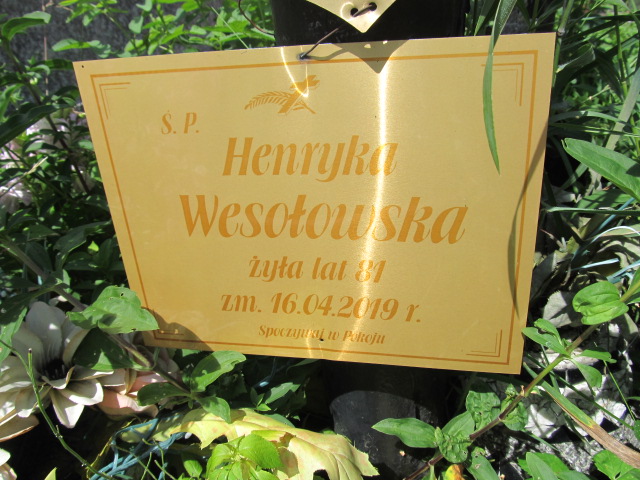 Ś. P.
Henryka
Wesołowska
żyła lat 81
zm. 16.04.2019 r.
Spoczywaj w Pokoju